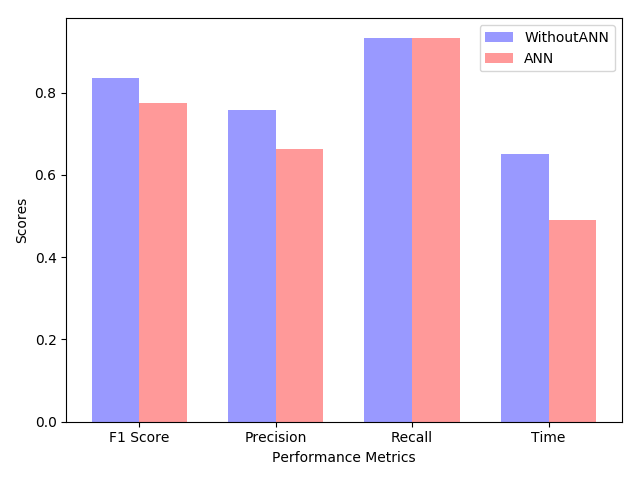 WithoutANN
ANN
Scores
0.8
0.6
0.4
0.2
0.0
F1 Score
Precision
Recall
Time
Performance Metrics